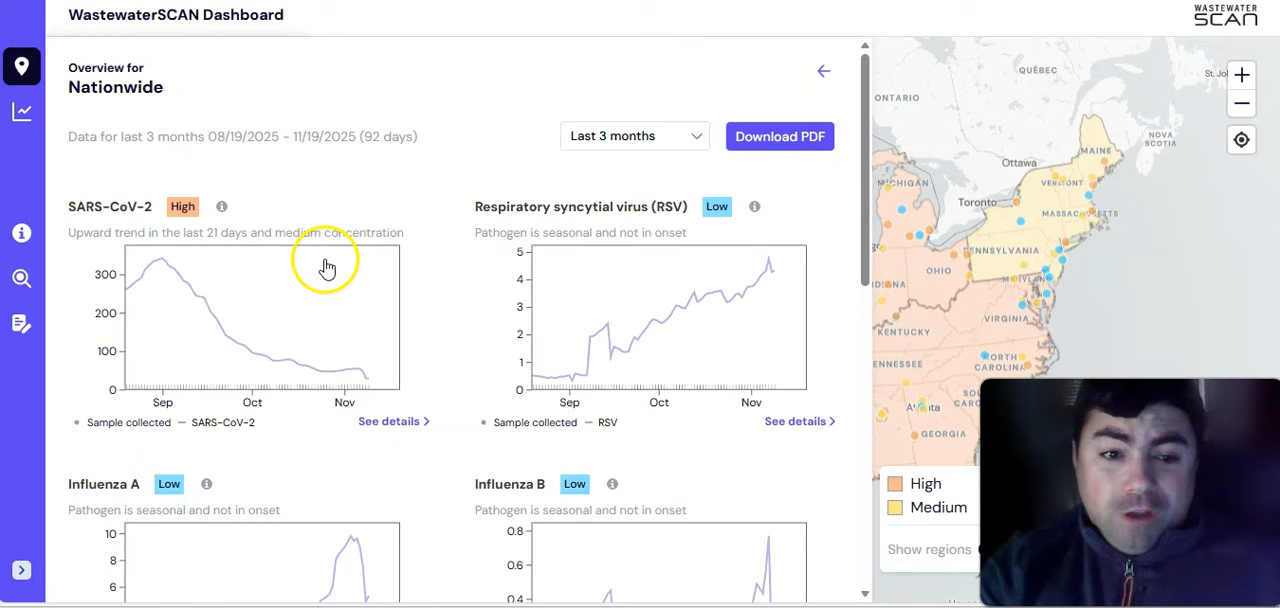 WastewaterSCAN Dashboard
WASTEWATER
SCAN
Overview for
Nationwide
Data for last 3 months 08/19/2025 - 11/19/2025 (92 days)
Last 3 months
Download PDF
SARS-CoV-2 High
Upward trend in the last 21 days and medium concentration
300
200
100
0
Sep Oct Nov
Sample collected SARS-CoV-2
See details
Respiratory syncytial virus (RSV) Low
Pathogen is seasonal and not in onset
5
4
3
2
1
0
Sep Oct Nov
Sample collected RSV
See details
Influenza A Low
Pathogen is seasonal and not in onset
10
8
6
Influenza B Low
Pathogen is seasonal and not in onset
0.8
0.6
0.4
QUÉBEC
St. Jo
ONTARIO
NOVA
SCOTIA
MAINE
Ottawa
MICHIGAN
VERMONT
Toronto
MASSACHUSETTS
PENNSYLVANIA
OHIO
MARYLAND
VIRGINIA
KENTUCKY
NORTH
CAROLINA
GEORGIA
High
Medium
Show regions